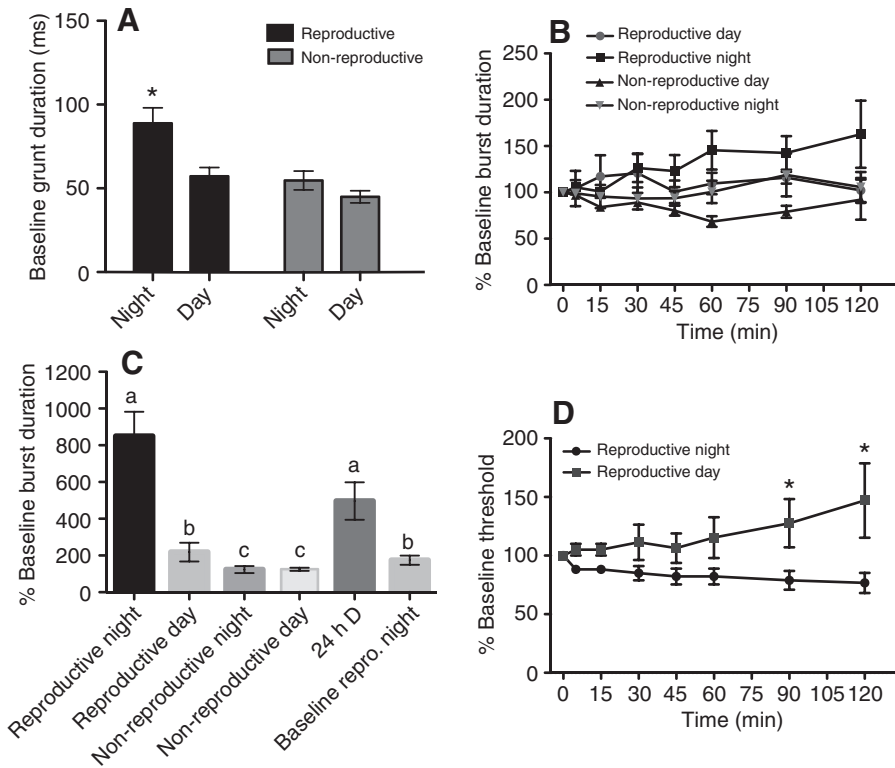 A
Baseline grunt duration (ms)
150
100
50
0
Reproductive
Non-reproductive
*
Night
Day
Night
Day
B
% Baseline burst duration
250
200
150
100
50
0
Reproductive day
Reproductive night
Non-reproductive day
Non-reproductive night
0 15 30 45 60 75 90 105 120
Time (min)
C
% Baseline burst duration
1200
1000
800
600
400
200
0
a
b
c
c
a
b
Reproductive night
Reproductive day
Non-reproductive night
Non-reproductive day
24 h D
Baseline repro. night
D
% Baseline threshold
200
150
100
50
0
Reproductive night
Reproductive day
*
*
0 15 30 45 60 75 90 105 120
Time (min)